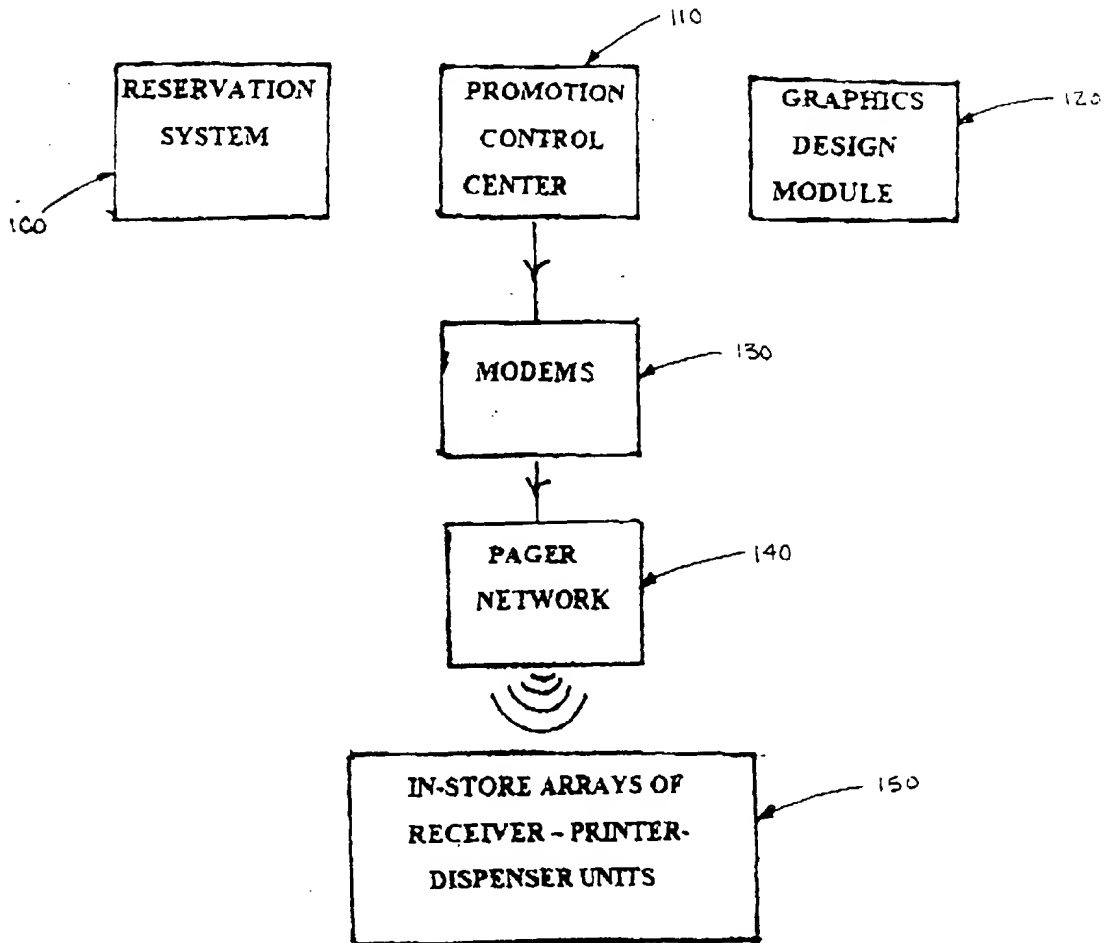 110
RESERVATION
SYSTEM
100
PROMOTION
CONTROL
CENTER
GRAPHICS
DESIGN
MODULE
120
MODEMS
130
PAGER
NETWORK
140
IN-STORE ARRAYS OF
RECEIVER - PRINTER-
DISPENSER UNITS
150